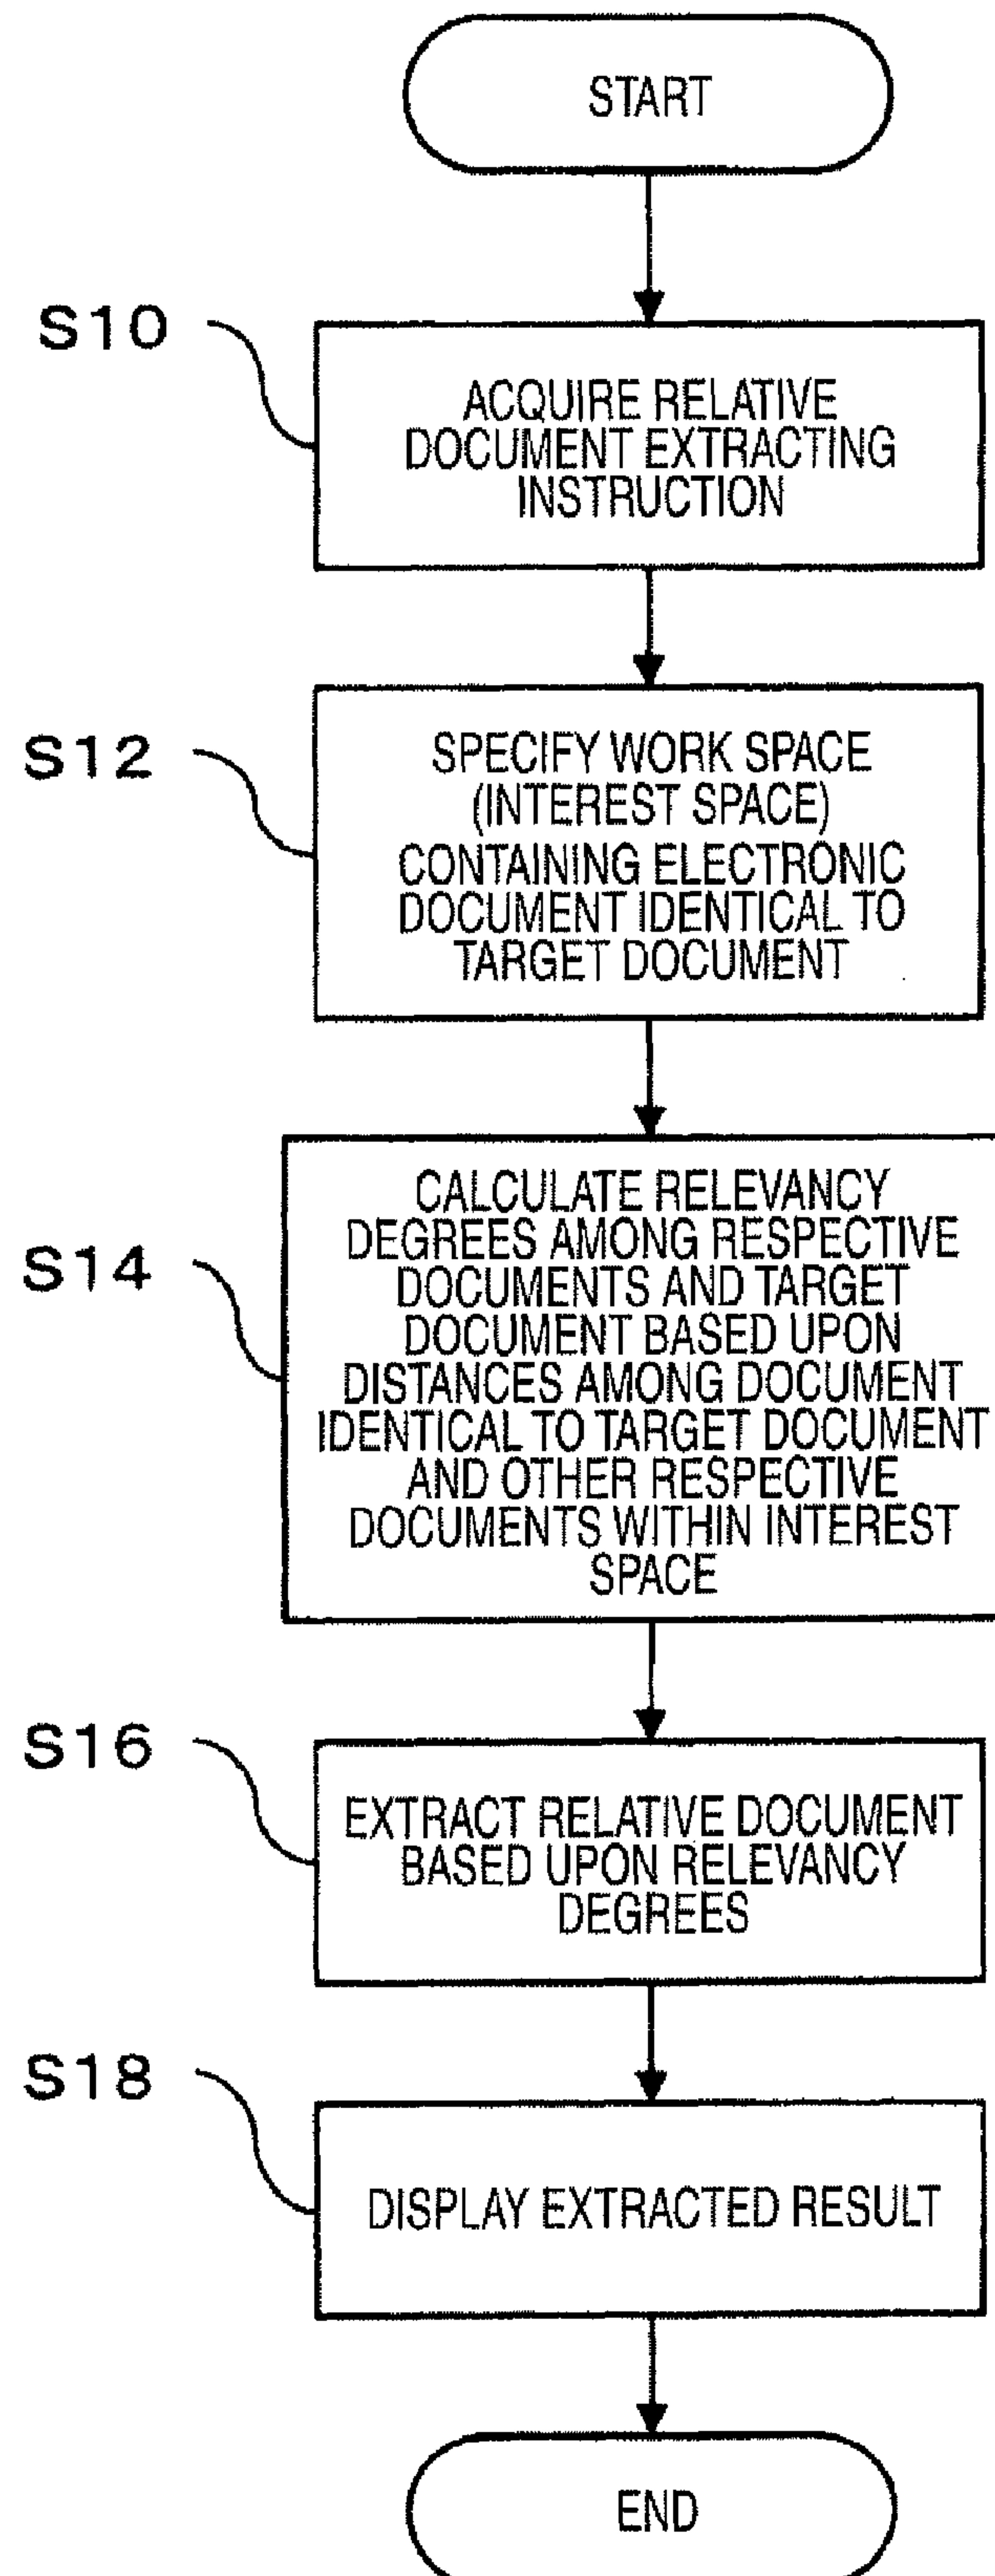 START
S10
ACQUIRE RELATIVE
DOCUMENT EXTRACTING
INSTRUCTION
S12
SPECIFY WORK SPACE
(INTEREST SPACE)
CONTAINING ELECTRONIC
DOCUMENT IDENTICAL TO
TARGET DOCUMENT
S14
CALCULATE RELEVANCY
DEGREES AMONG RESPECTIVE
DOCUMENTS AND TARGET
DOCUMENT BASED UPON
DISTANCES AMONG DOCUMENT
IDENTICAL TO TARGET DOCUMENT
AND OTHER RESPECTIVE
DOCUMENTS WITHIN INTEREST
SPACE
S16
EXTRACT RELATIVE DOCUMENT
BASED UPON RELEVANCY
DEGREES
S18
DISPLAY EXTRACTED RESULT
END